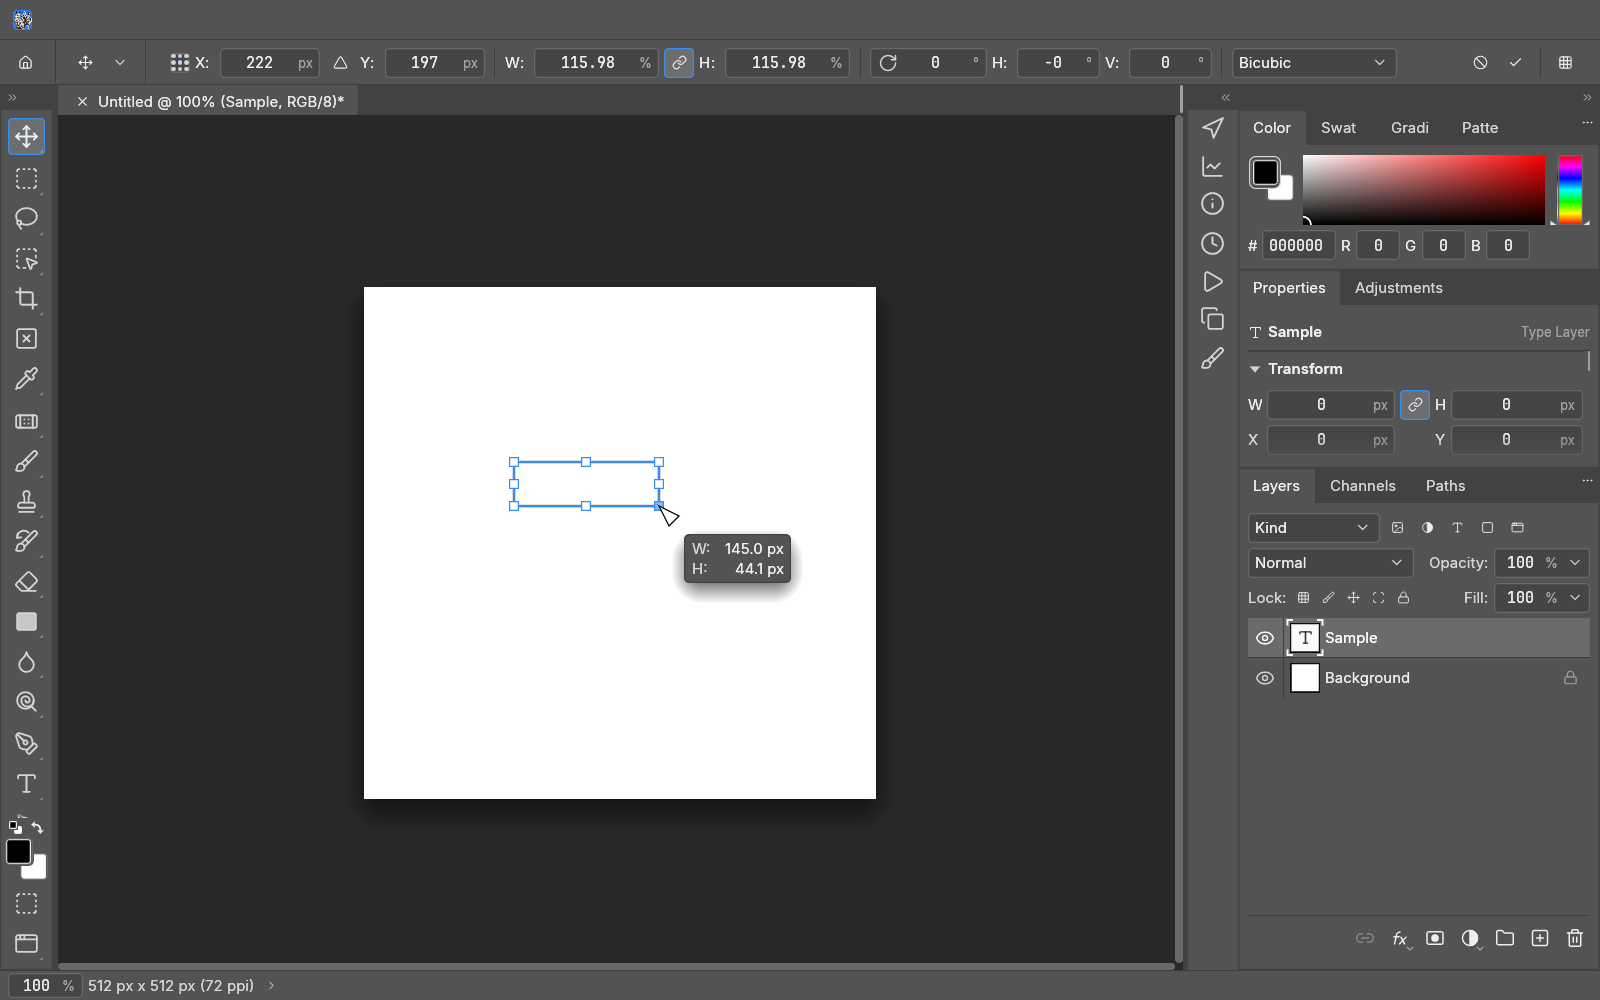 X: 222 px Y: 197 px W: 115.98 % H: 115.98 % 0 ° H: -0 ° V: 0 ° Bicubic
Untitled @ 100% (Sample, RGB/8)*
Color Swat Gradi Patte
# 000000 R 0 G 0 B 0
Properties Adjustments
Sample Type Layer
Transform
W 0 px H 0 px
X 0 px Y 0 px
W: 145.0 px
H: 44.1 px
Layers Channels Paths
Kind
Normal Opacity: 100 %
Lock: Fill: 100 %
T Sample
Background
100 % 512 px x 512 px (72 ppi)